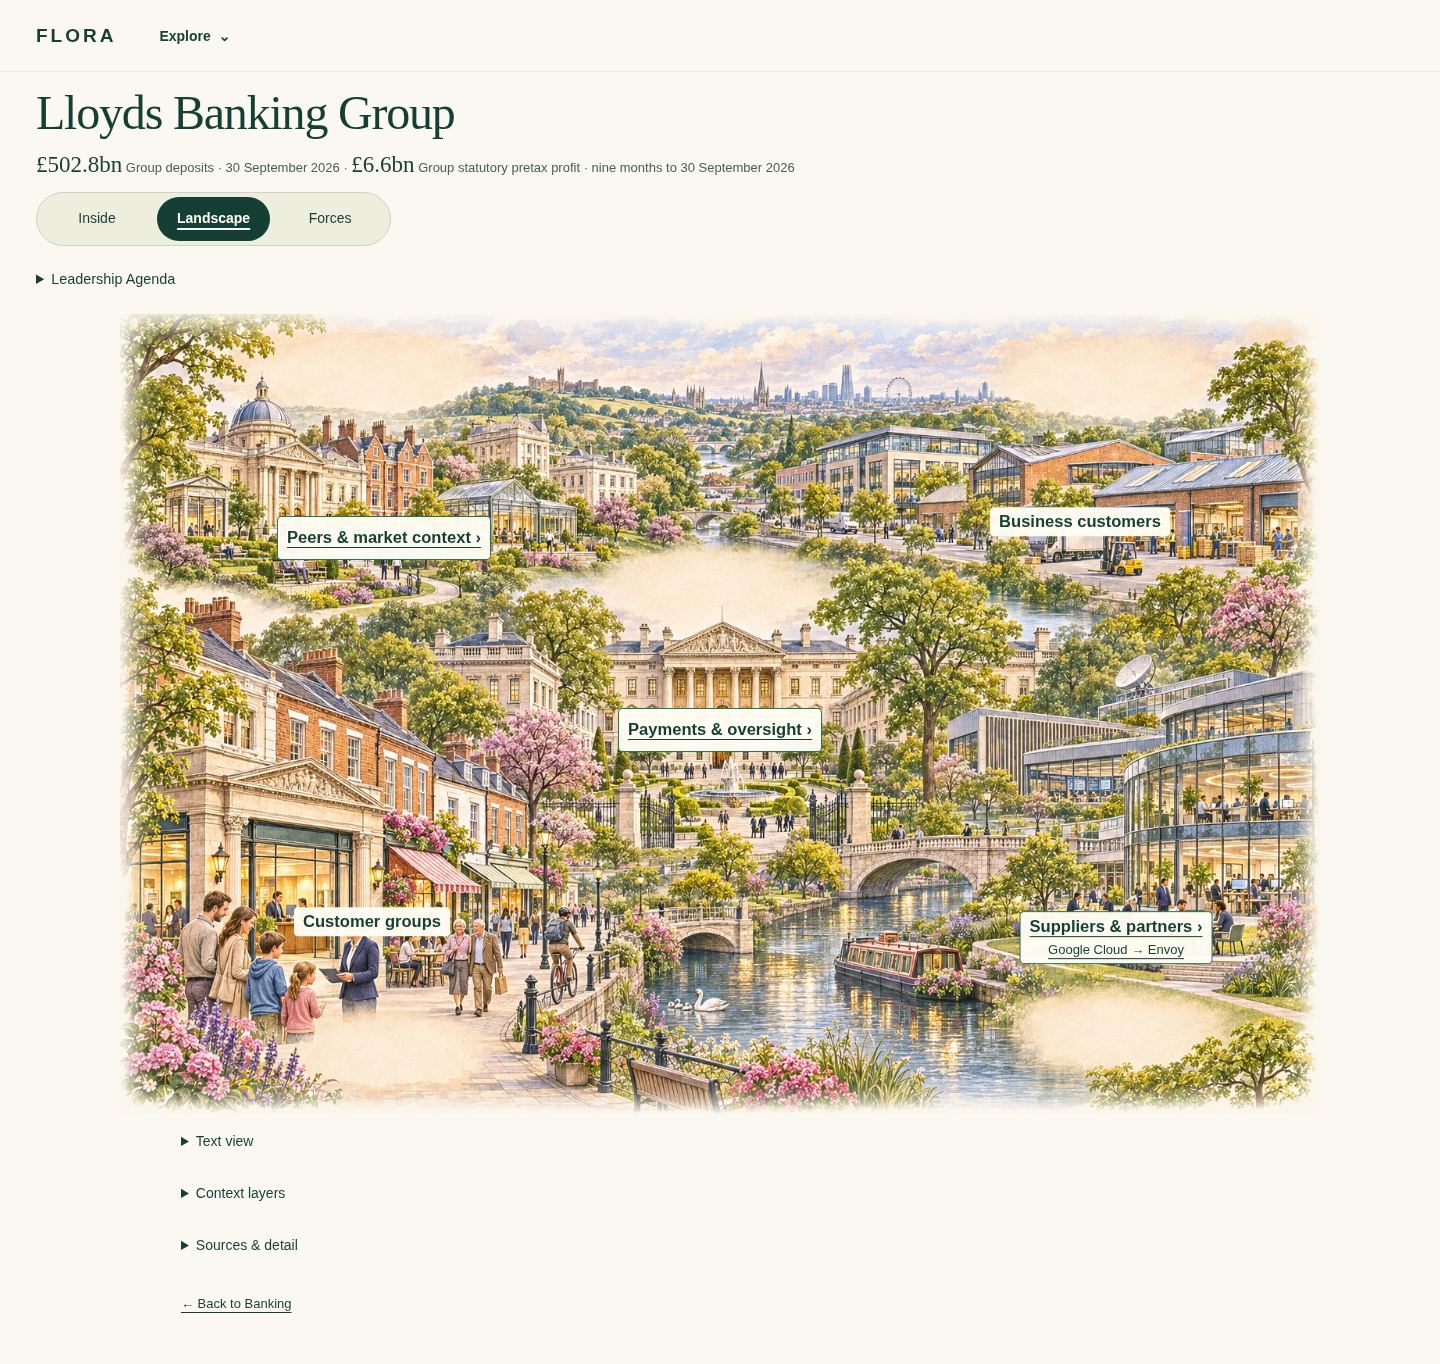 FLORA
Explore ⌄
Lloyds Banking Group
£502.8bn Group deposits · 30 September 2026 · £6.6bn Group statutory pretax profit · nine months to 30 September 2026
Inside
Landscape
Forces
▶ Leadership Agenda
Business customers
Peers & market context ›
Payments & oversight ›
Customer groups
Suppliers & partners ›
Google Cloud → Envoy
▶ Text view
▶ Context layers
▶ Sources & detail
← Back to Banking